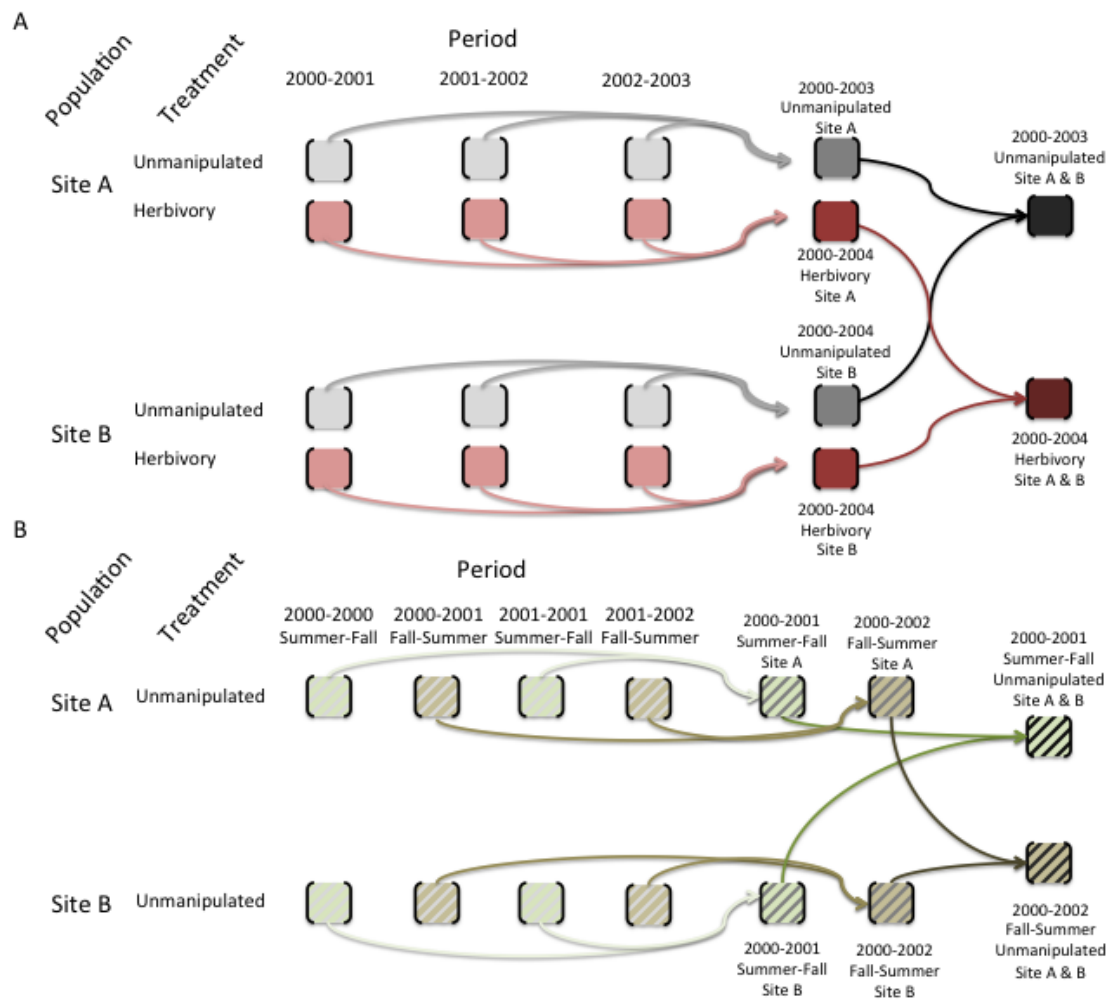 A
Population
Treatment
Period
2000-2001
2001-2002
2002-2003
2000-2003
Unmanipulated
Site A
2000-2003
Unmanipulated
Site A & B
Site A
Unmanipulated
Herbivory
2000-2004
Herbivory
Site A
2000-2004
Unmanipulated
Site B
Site B
Unmanipulated
Herbivory
2000-2004
Herbivory
Site A & B
2000-2004
Herbivory
Site B
B
Population
Treatment
Period
2000-2000
Summer-Fall
2000-2001
Fall-Summer
2001-2001
Summer-Fall
2001-2002
Fall-Summer
2000-2001
Summer-Fall
Site A
2000-2002
Fall-Summer
Site A
2000-2001
Summer-Fall
Unmanipulated
Site A & B
Site A
Unmanipulated
Site B
Unmanipulated
2000-2001
Summer-Fall
Site B
2000-2002
Fall-Summer
Site B
2000-2002
Fall-Summer
Unmanipulated
Site A & B